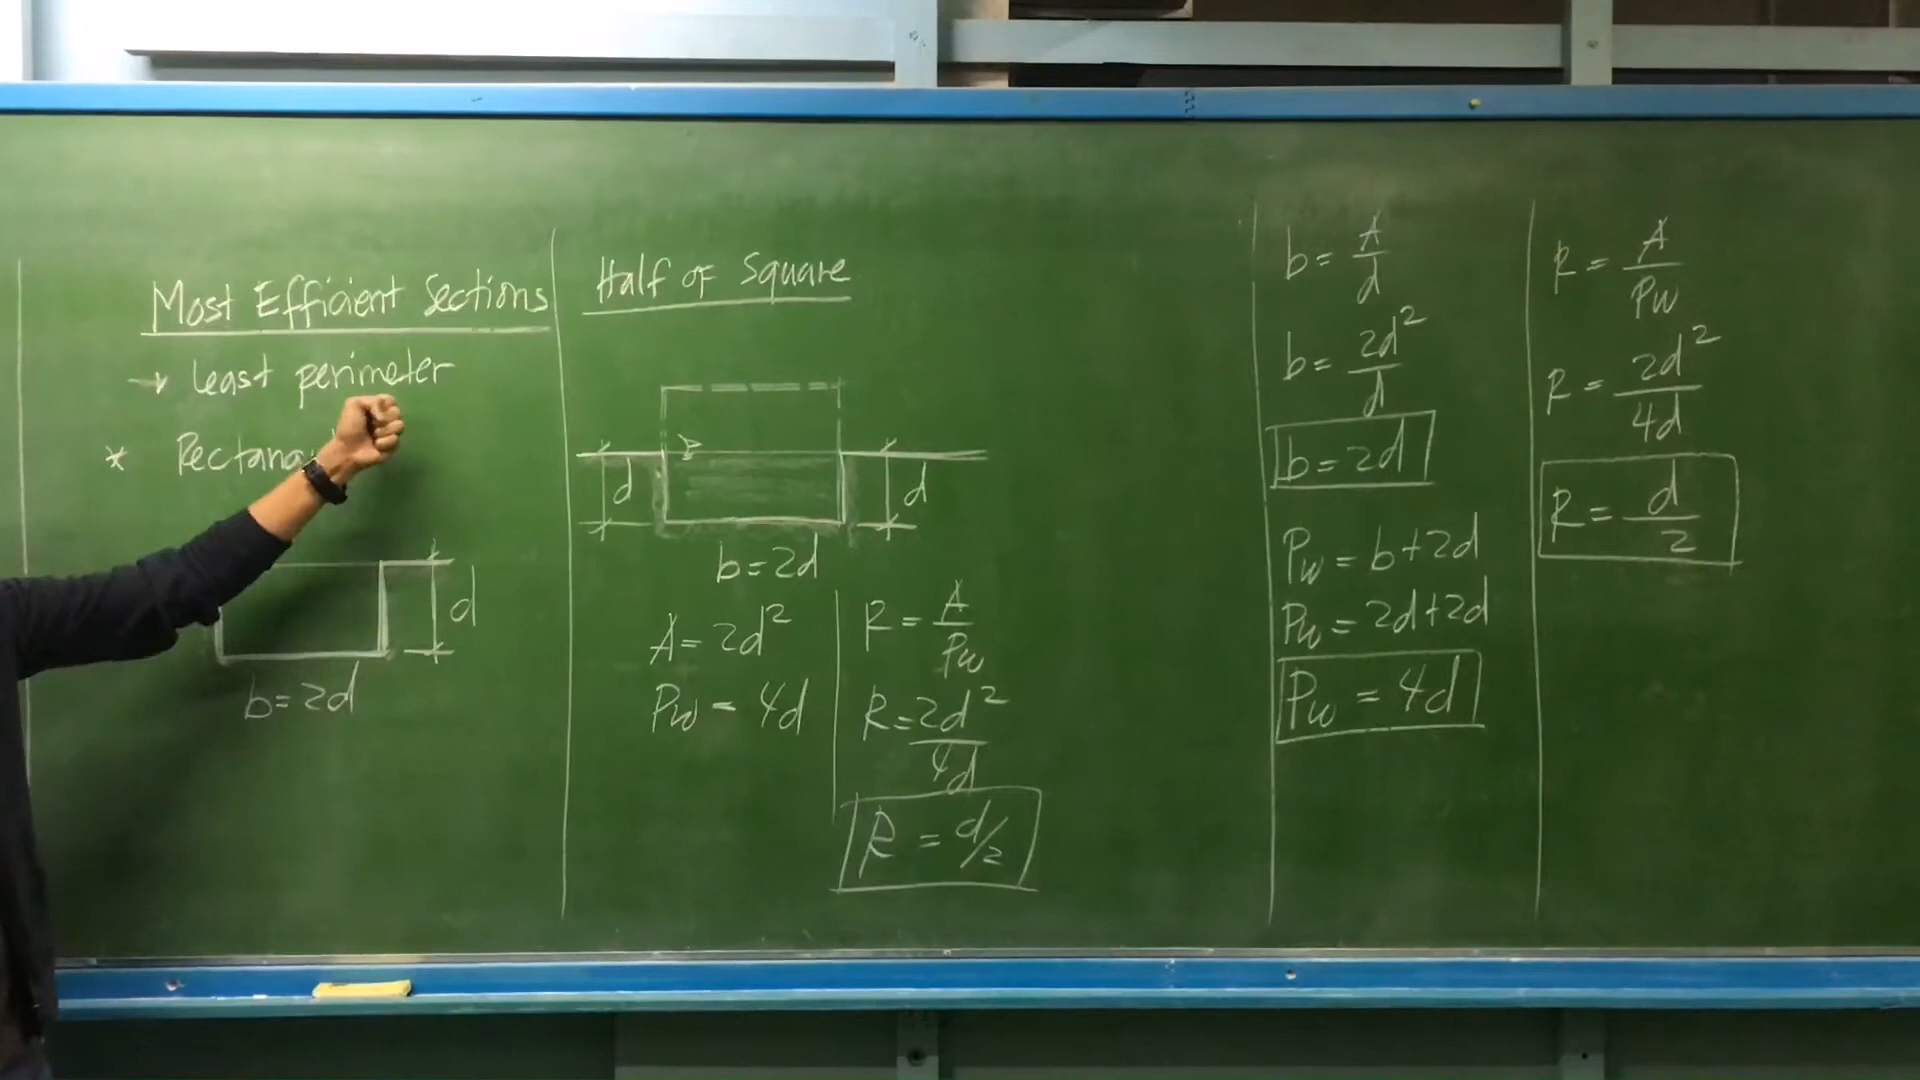 Most Efficient Sections
→ least perimeter
*
d
b=2d
Half of Square
d
d
b=2d
A=2d²
Pw = 4d
R = A/Pw
R = 2d²/4d
R = d/2
b = A/d
b = 2d²/d
b=2d
Pw = b+2d
Pw = 2d+2d
Pw = 4d
R = A/Pw
R = 2d²/4d
R = d/2